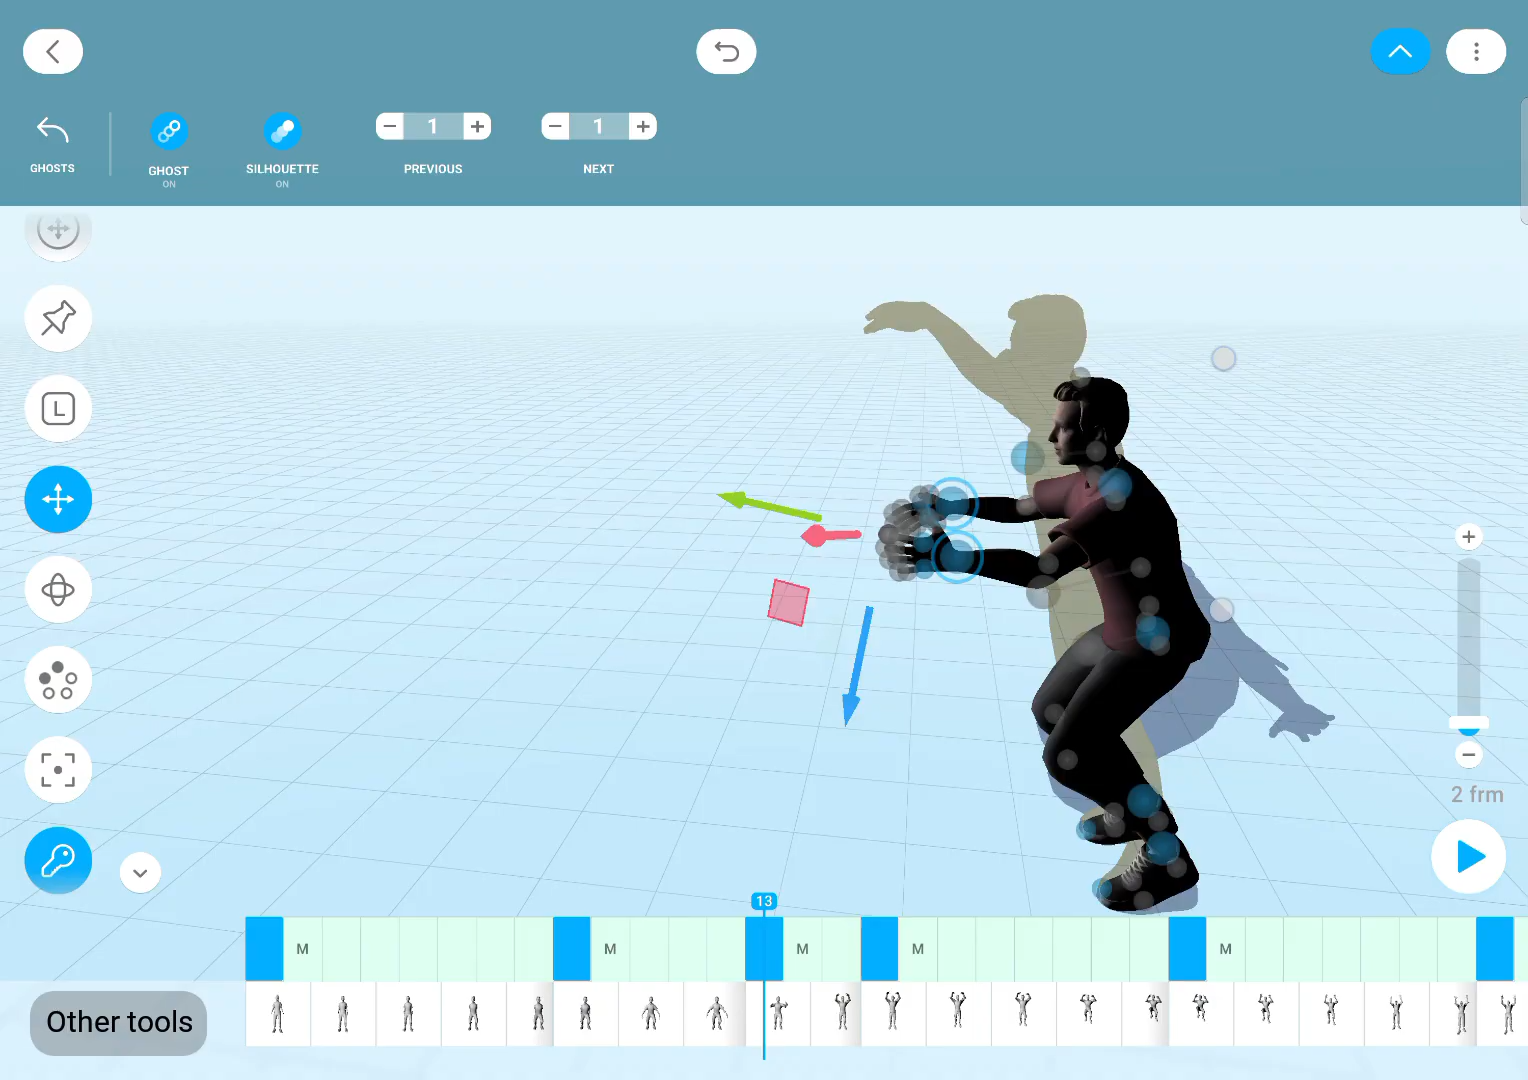 1
1
GHOSTS
GHOST
ON
SILHOUETTE
ON
PREVIOUS
NEXT
L
2 frm
13
M
M
M
M
M
Other tools